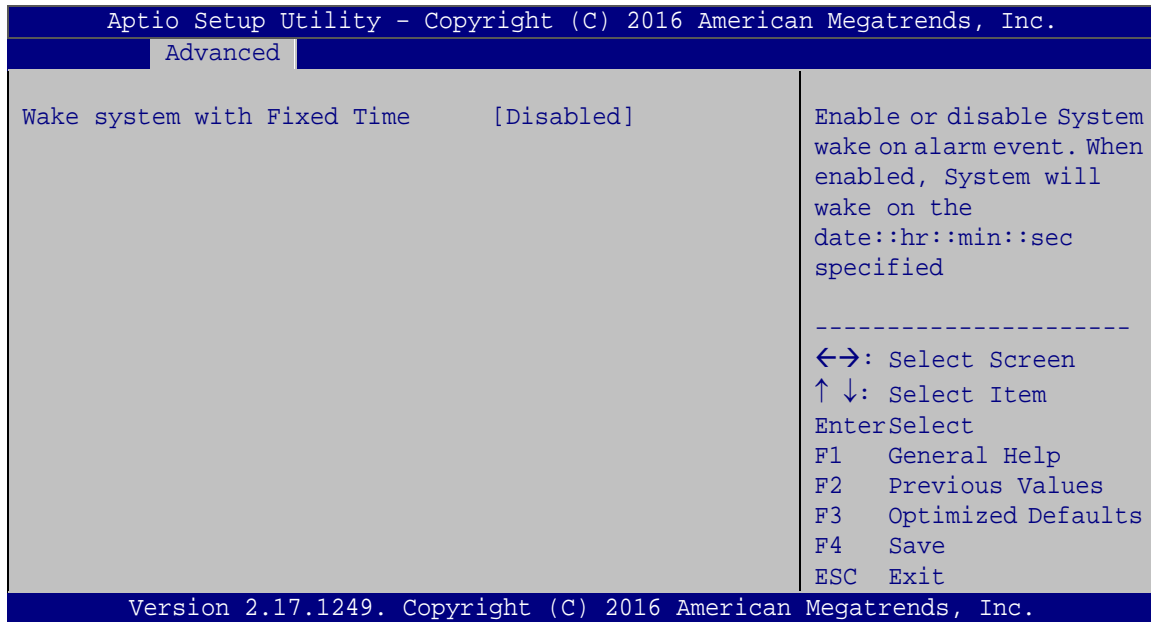 Aptio Setup Utility – Copyright (C) 2016 American Megatrends, Inc.
Advanced
Wake system with Fixed Time [Disabled]
Enable or disable System
wake on alarm event. When
enabled, System will
wake on the
date::hr::min::sec
specified
----------------------
←→: Select Screen
↑ ↓: Select Item
EnterSelect
F1 General Help
F2 Previous Values
F3 Optimized Defaults
F4 Save
ESC Exit
Version 2.17.1249. Copyright (C) 2016 American Megatrends, Inc.